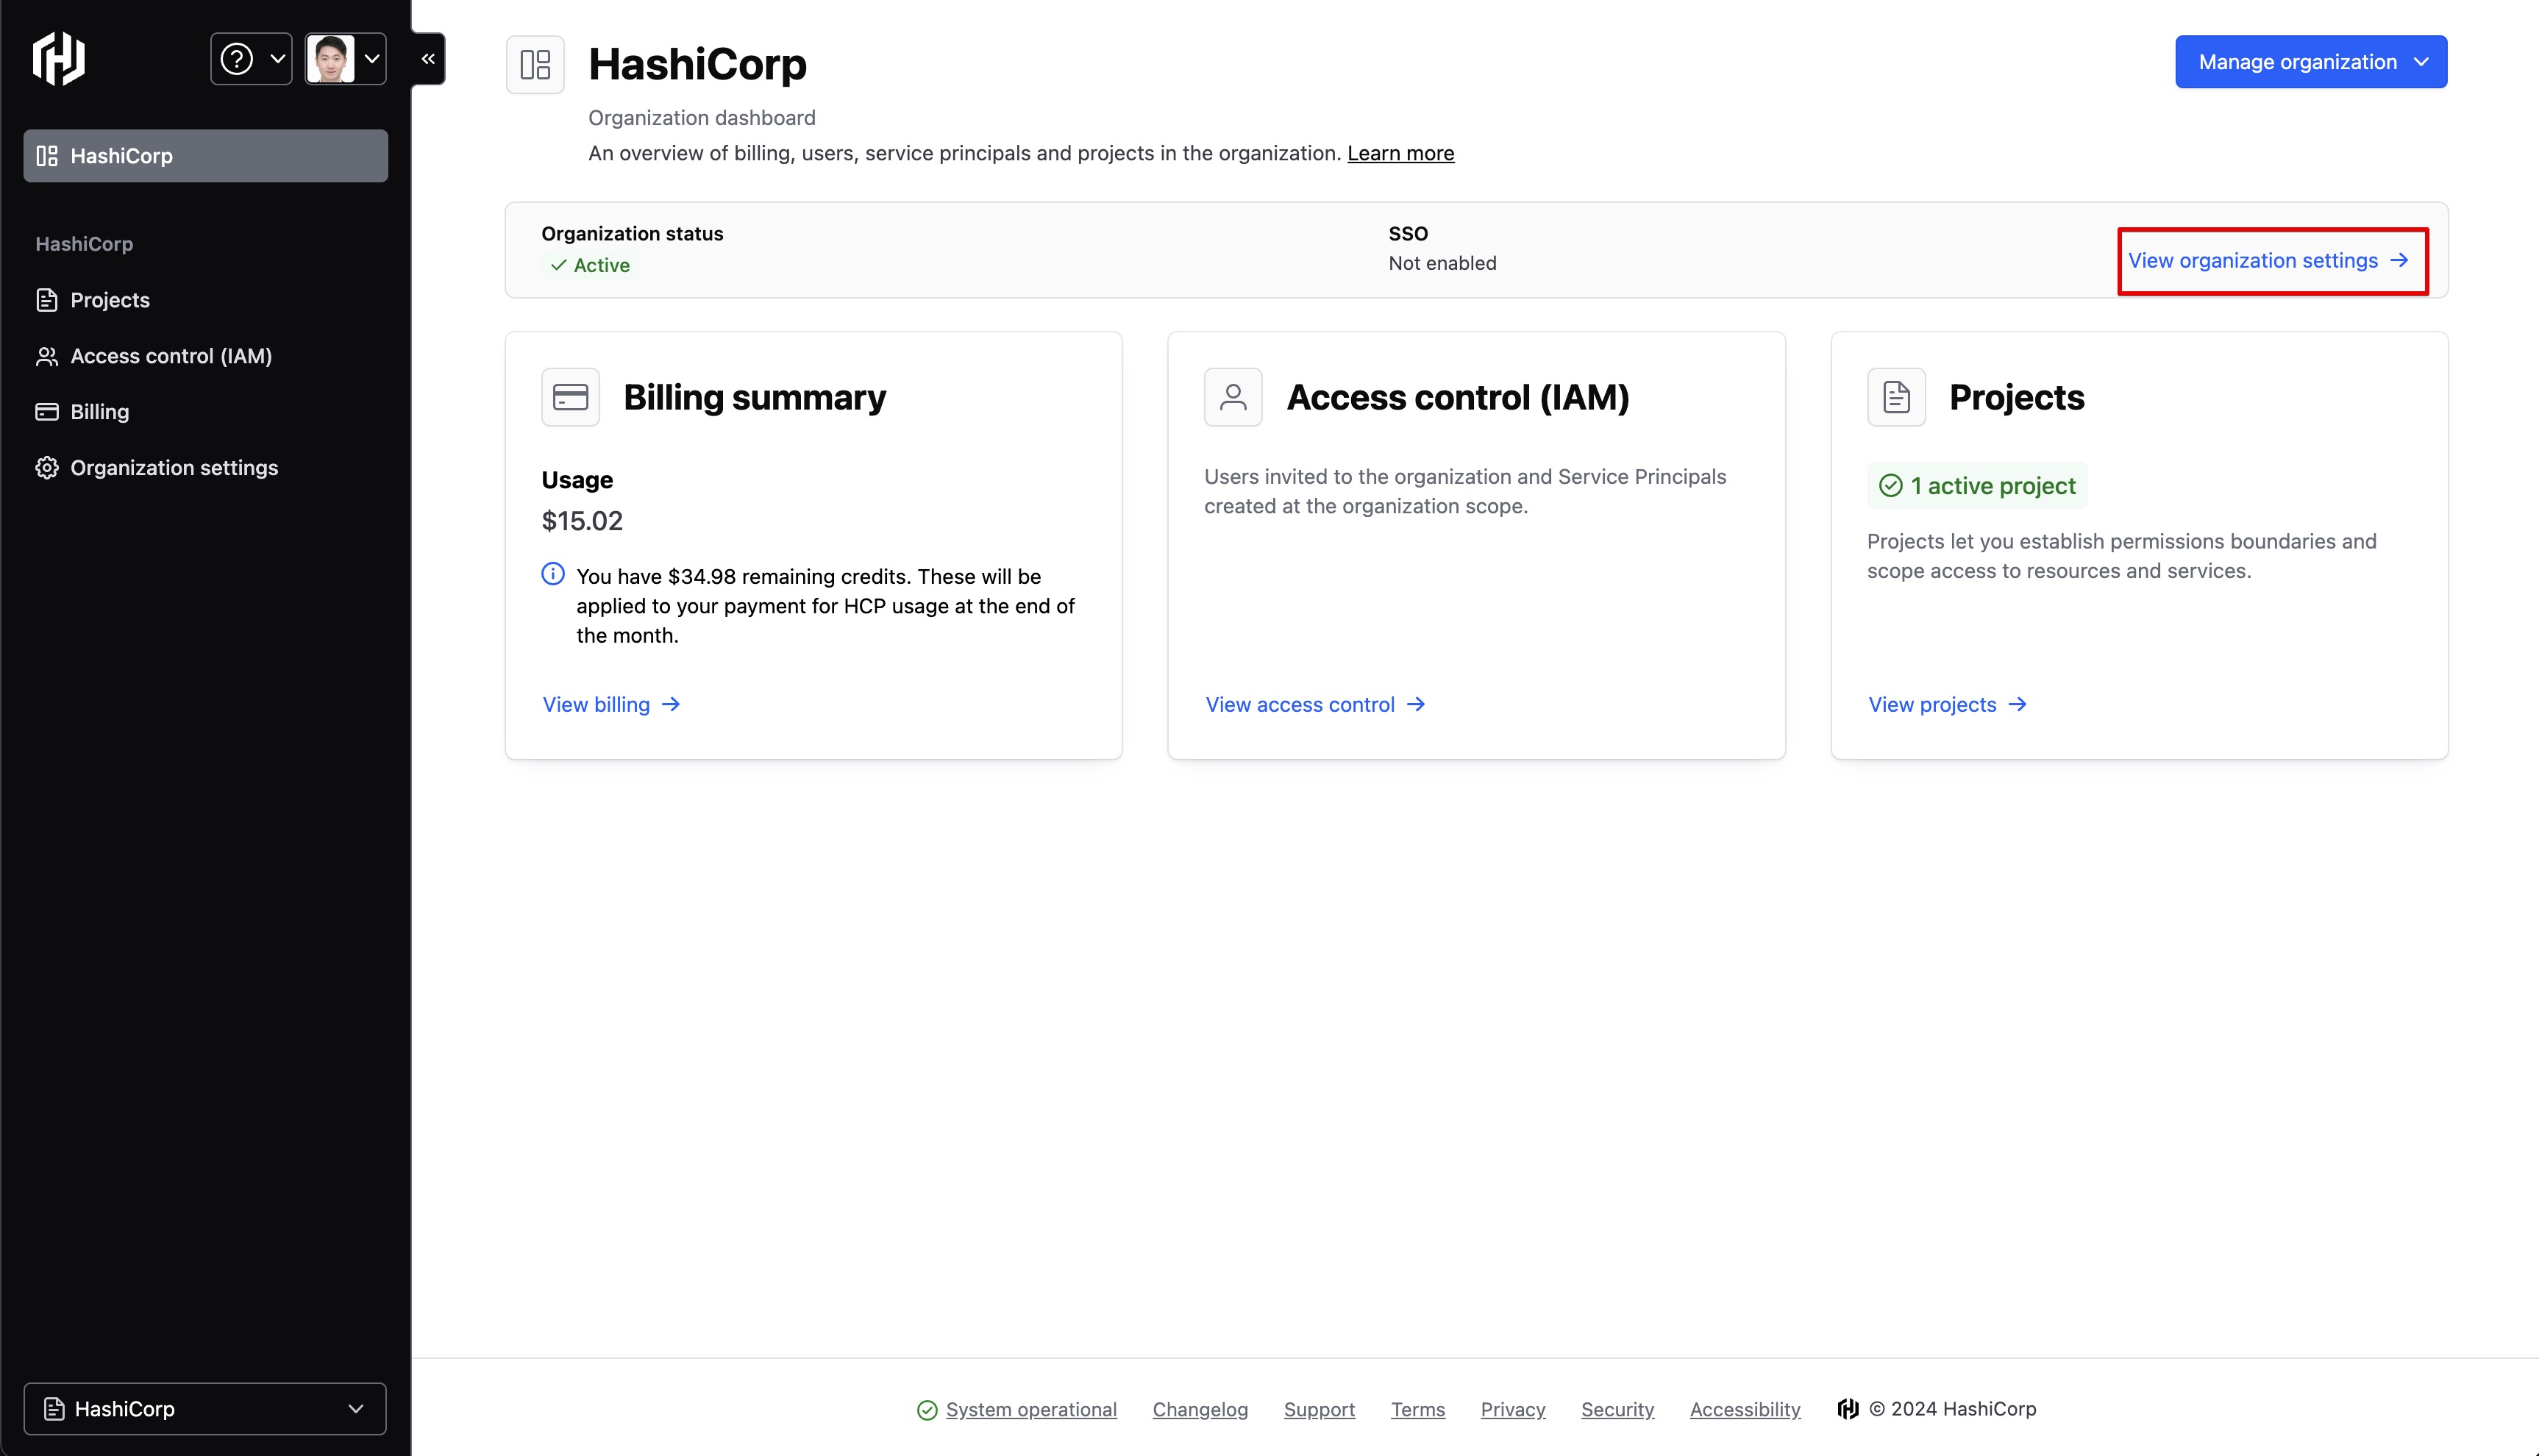 HashiCorp
HashiCorp
Projects
Access control (IAM)
Billing
Organization settings
HashiCorp
HashiCorp
Manage organization
Organization dashboard
An overview of billing, users, service principals and projects in the organization. Learn more
Organization status
Active
SSO
Not enabled
View organization settings
Billing summary
Usage
$15.02
You have $34.98 remaining credits. These will be
applied to your payment for HCP usage at the end of
the month.
View billing
Access control (IAM)
Users invited to the organization and Service Principals
created at the organization scope.
View access control
Projects
1 active project
Projects let you establish permissions boundaries and
scope access to resources and services.
View projects
System operational Changelog Support Terms Privacy Security Accessibility © 2024 HashiCorp